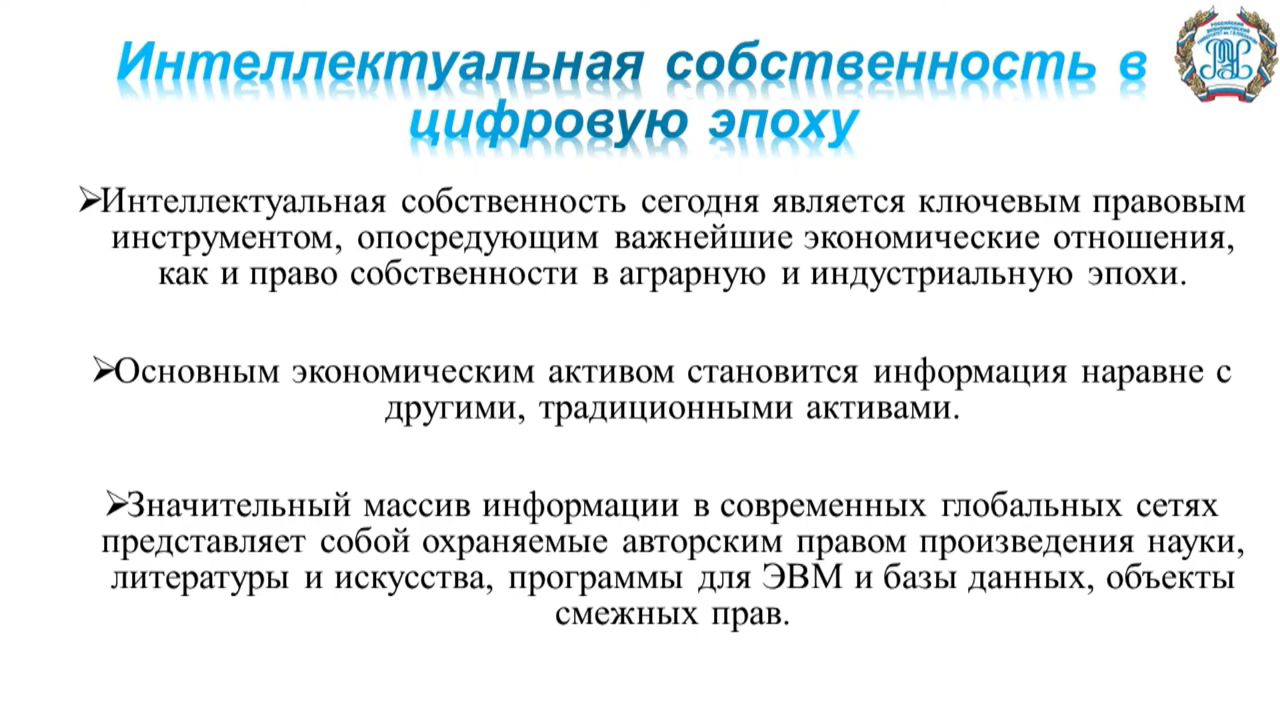 Интеллектуальная собственность в
цифровую эпоху
➢Интеллектуальная собственность сегодня является ключевым правовым
инструментом, опосредующим важнейшие экономические отношения,
как и право собственности в аграрную и индустриальную эпохи.
➢Основным экономическим активом становится информация наравне с
другими, традиционными активами.
➢Значительный массив информации в современных глобальных сетях
представляет собой охраняемые авторским правом произведения науки,
литературы и искусства, программы для ЭВМ и базы данных, объекты
смежных прав.